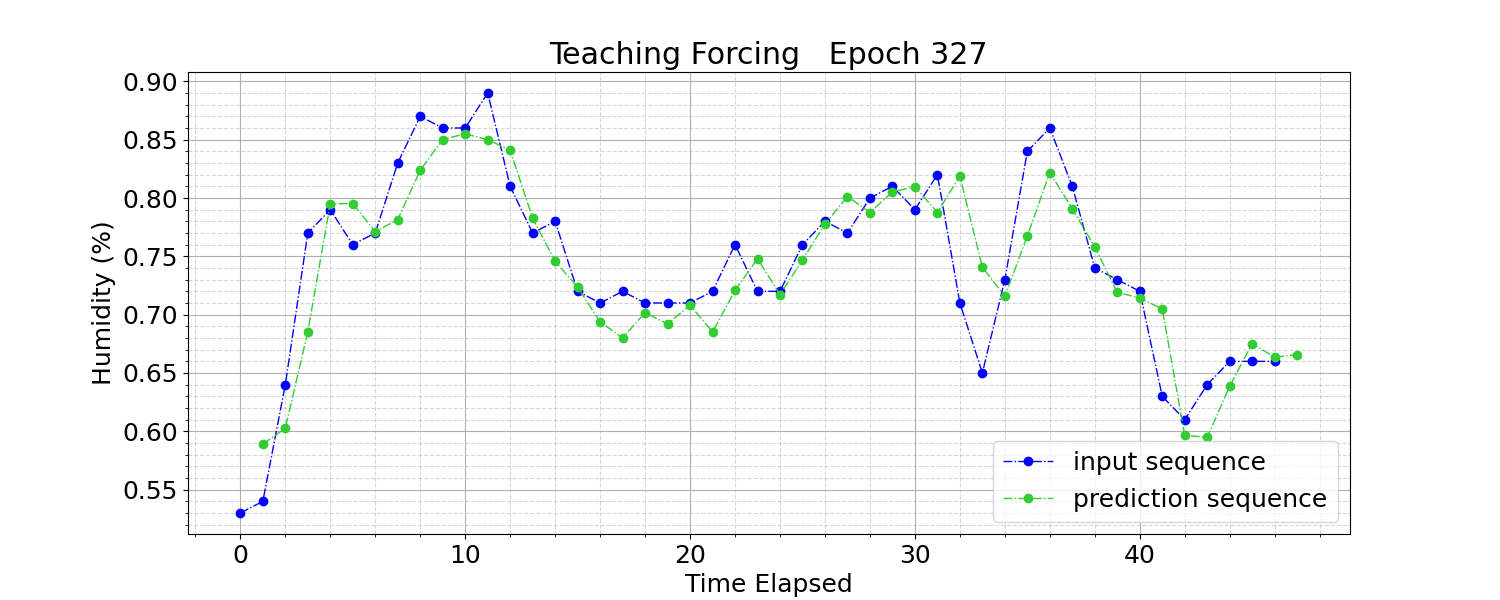 Teaching Forcing   Epoch 327
0.90
0.85
0.80
0.75
0.70
0.65
0.60
0.55
Humidity (%)
input sequence
prediction sequence
0 10 20 30 40
Time Elapsed